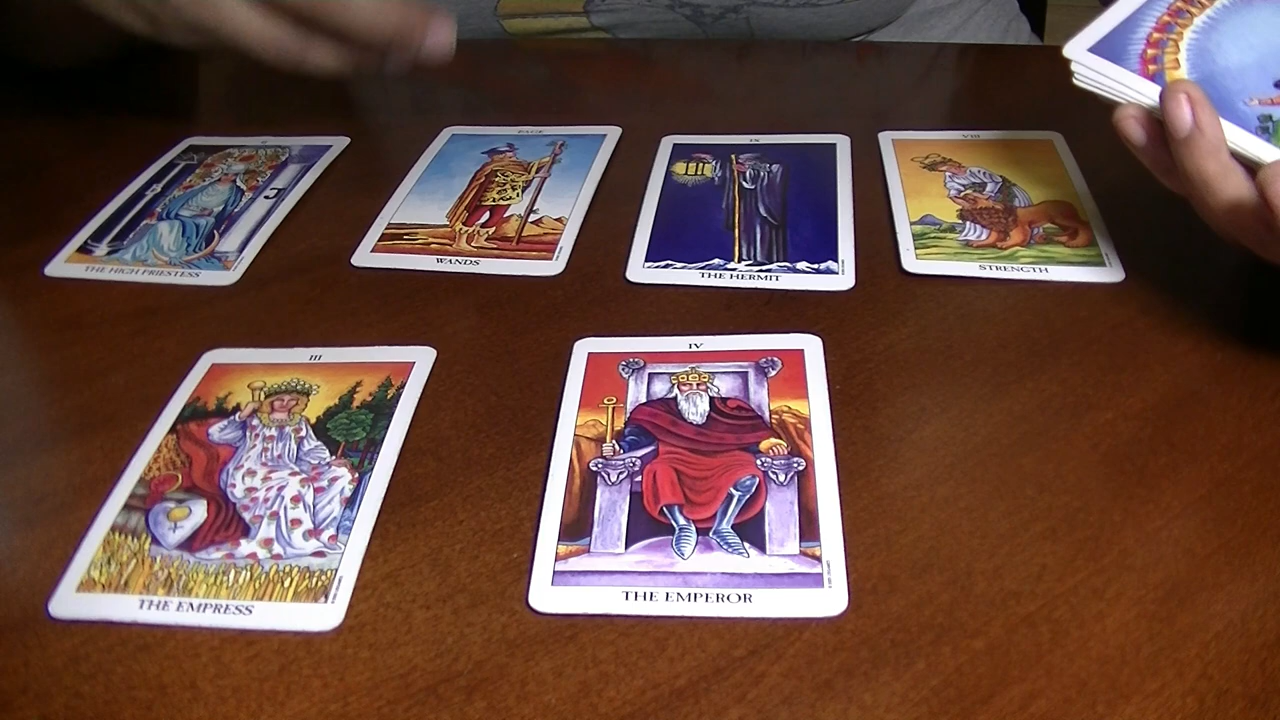 THE HIGH PRIESTESS
PAGE
WANDS
IX
THE HERMIT
VIII
STRENGTH
J
III
THE EMPRESS
IV
THE EMPEROR